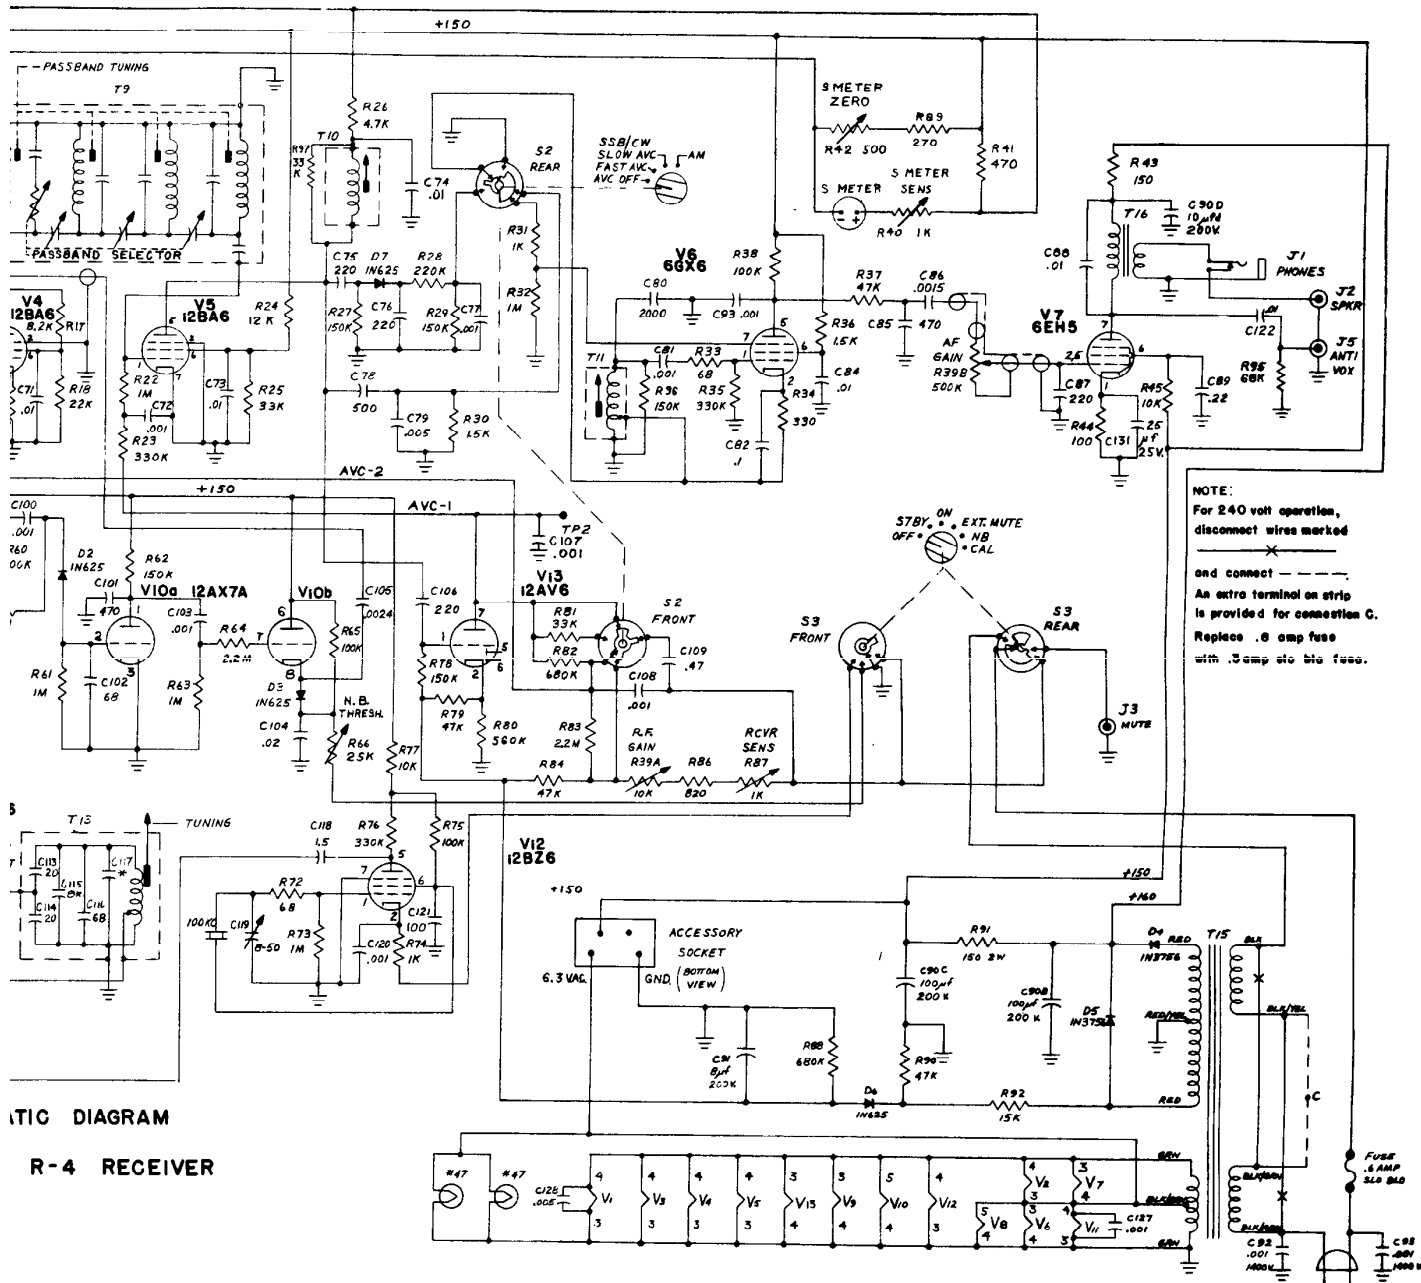 +150
PASSBAND TUNING
T9
R26
4.7K
T10
R97
33
K
C74
.01
S2
REAR
SSB/CW
SLOW AVC
FAST AVC
AVC OFF
AM
S METER
ZERO
R42 500
R89
270
R41
470
S METER
S METER
SENS
R40 1K
R43
150
T16
C90D
10µfd
200V.
C88
.01
J1
PHONES
J2
SPKR
J5
ANTI
VOX
.01
C122
R95
68K
PASSBAND SELECTOR
V4
12BA6
8.2K R17
V5
12BA6
R24
12K
C75
220
D7
1N625
R28
220K
R27
150K
C76
220
R29
150K
C77
.001
R31
1K
R32
1M
V6
6GX6
R38
100K
C80
2000
C93 .001
R37
47K
C86
.0015
R36
1.5K
C85
470
V7
6EH5
AF
GAIN
R39B
500K
T11
C81
.001
R33
68
R96
150K
R35
330K
C84
.01
R34
330
C82
.1
C87
220
R45
10K
C89
.22
R44
100
C131
25
µf
25V.
C71
.01
R18
22K
R22
1M
C72
.001
C73
.01
R25
33K
R23
330K
C78
500
C79
.005
R30
1.5K
AVC-2
+150
AVC-1
TP2
C107
.001
C100
.001
D2
1N625
R62
150K
C101
470
V10a 12AX7A V10b
C103
.001
R64
2.2M
R61
1M
C102
68
R63
1M
D3
1N625
C104
.02
R65
100K
N.B.
THRESH.
R66
25K
C105
.0024
C106
220
V13
12AV6
R81
33K
R82
680K
S2
FRONT
C109
.47
C108
.001
R78
150K
R79
47K
R80
560K
R83
2.2M
R.F.
GAIN
R39A
10K
R84
47K
R86
820
RCVR
SENS
R87
1K
R77
10K
STBY ON EXT. MUTE
OFF NB
CAL
S3
FRONT
S3
REAR
J3
MUTE
NOTE:
For 240 volt operation,
disconnect wires marked
and connect
An extra terminal on strip
is provided for connection C.
Replace .6 amp fuse
with .3 amp slo blo fuse.
T13
TUNING
C113
20
C114
20
C115
C116
68
C117
*
C118
1.5
R76
330K
R75
100K
V12
12BZ6
100KC
C119
8-50
R72
68
R73
1M
C120
.001
R74
1K
C121
100
+150
ACCESSORY
SOCKET
(BOTTOM
VIEW)
6.3 VAC
GND.
+150
+160
R91
150 2W
D4
1N3756
RED
T15
BLK
C90C
100µf
200V
C90B
100µf
200V
D5
1N3756
RED/YEL
BLK/YEL
C91
8µf
200V
R88
680K
R90
47K
D6
1N625
R92
15K
RED
C
ATIC DIAGRAM
R-4 RECEIVER
#47
#47
C128
.005
V1
V3
V4
V5
V13
V9
V10
V12
V8
V2
V6
V7
V11
C127
.001
GRN
GRN
FUSE
.6 AMP
SLO BLO
C92
.001
1400V
.001
1400V